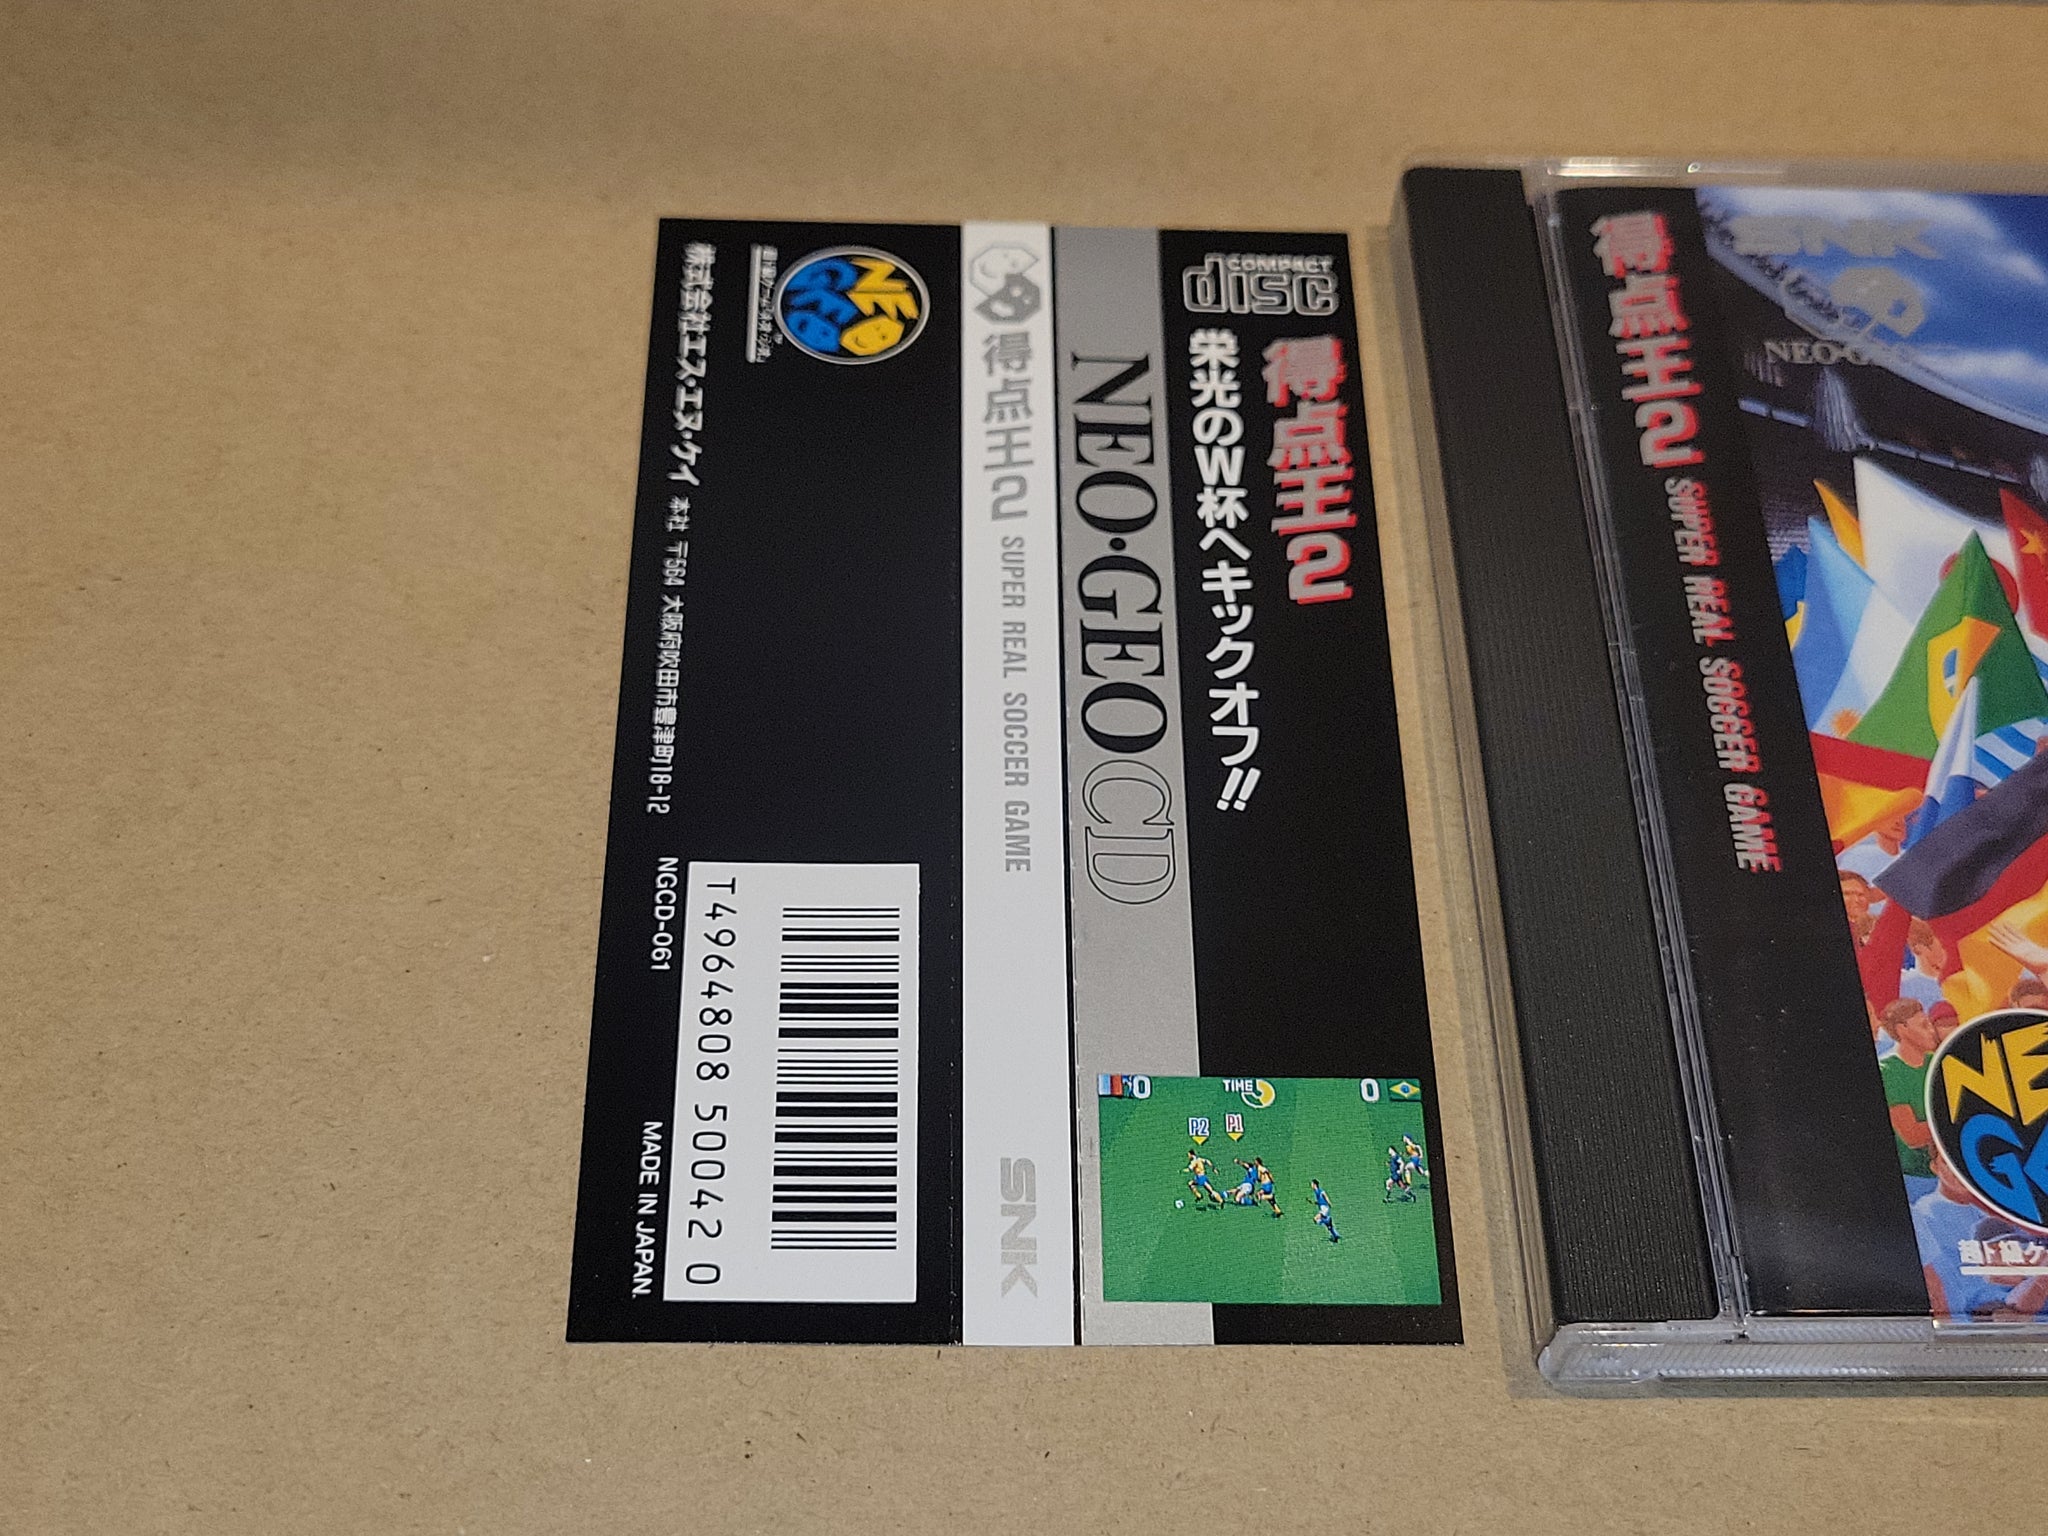 COMPACT
disc
得点王2
栄光のW杯へキックオフ!!
NEO·GEO CD
0 TIME 0
P2 P1
得点王2 SUPER REAL SOCCER GAME SNK
NEO
GEO
株式会社エス・エヌ・ケイ 本社 〒564 大阪府吹田市豊津町18-12 NGCD-061 MADE IN JAPAN.
T4964808 50042 0
得点王2 SUPER REAL SOCCER GAME
SNK